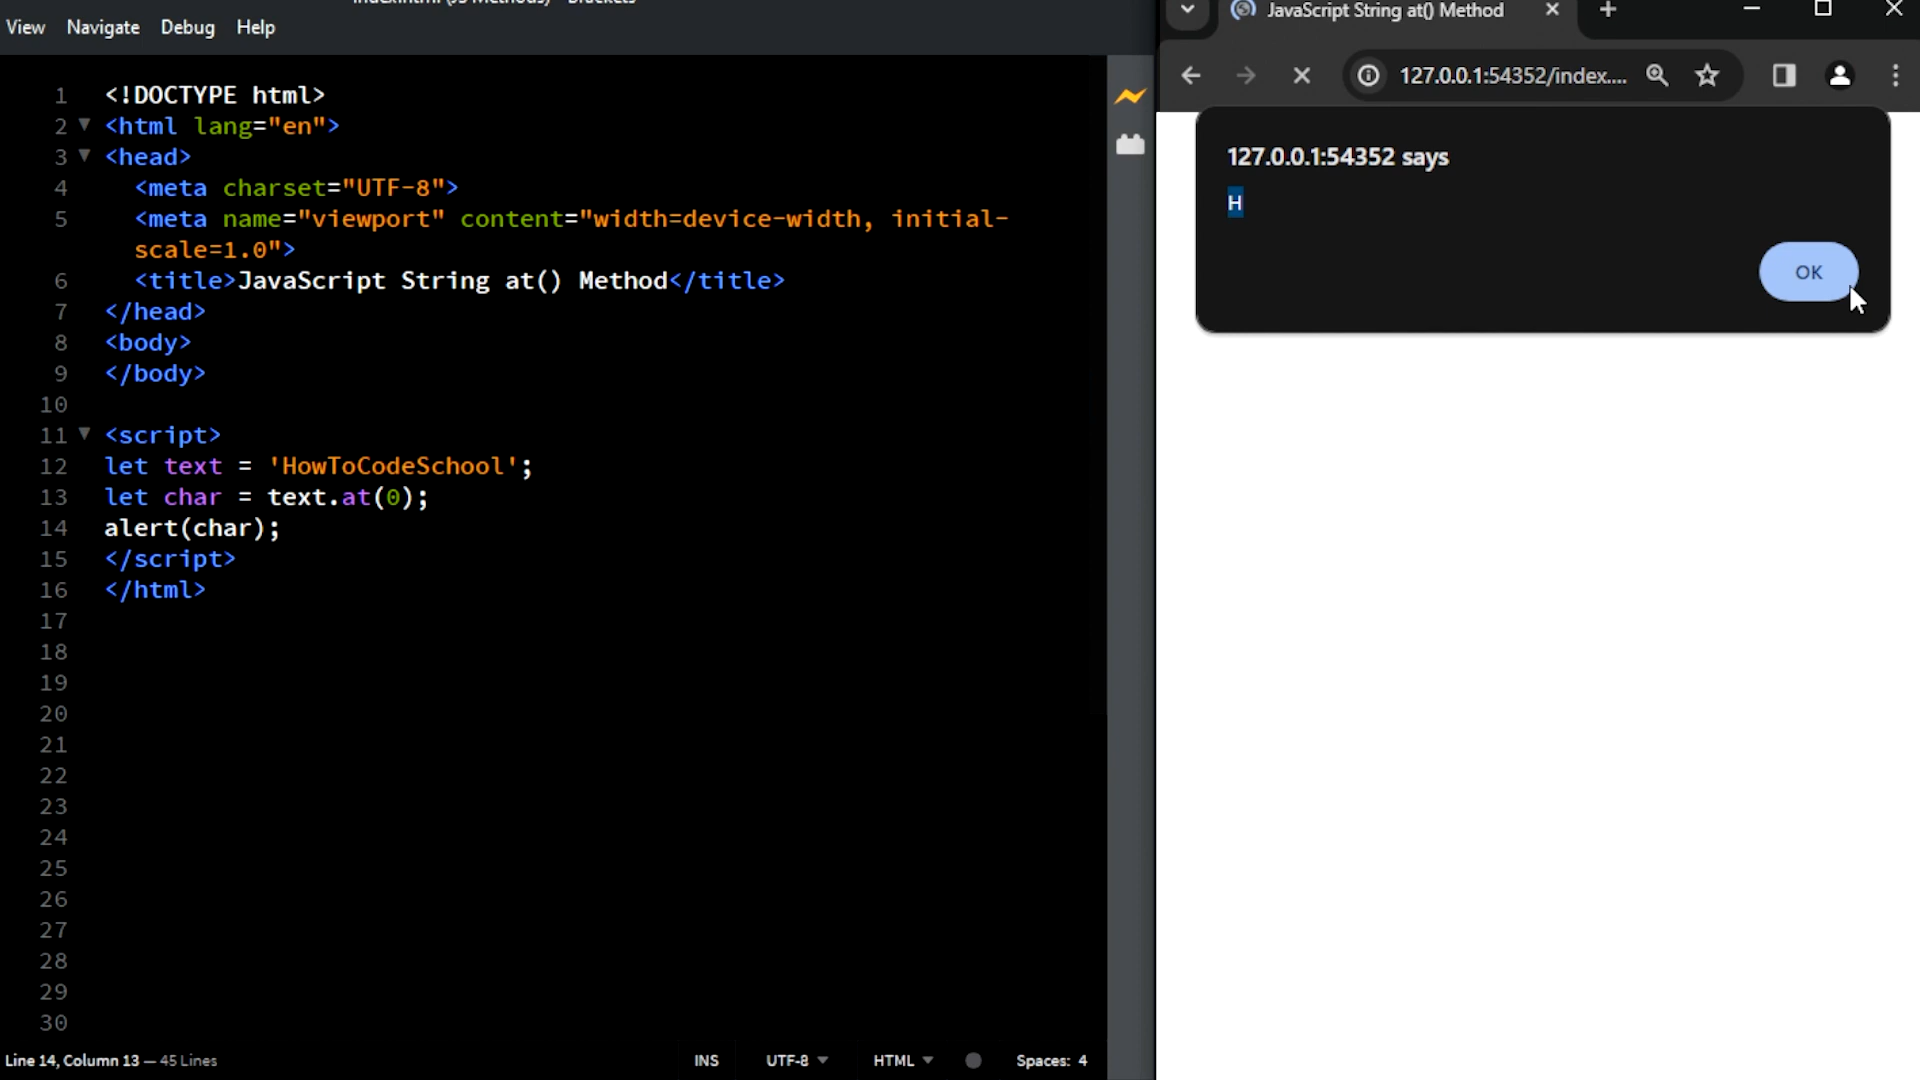 View Navigate Debug Help
1 <!DOCTYPE html>
2 <html lang="en">
3 <head>
4 <meta charset="UTF-8">
5 <meta name="viewport" content="width=device-width, initial-
scale=1.0">
6 <title>JavaScript String at() Method</title>
7 </head>
8 <body>
9 </body>
10
11 <script>
12 let text = 'HowToCodeSchool';
13 let char = text.at(0);
14 alert(char);
15 </script>
16 </html>
17
18
19
20
21
22
23
24
25
26
27
28
29
30
Line 14, Column 13 — 45 Lines
INS UTF-8 HTML Spaces: 4
JavaScript String at() Method
127.0.0.1:54352/index....
127.0.0.1:54352 says
H
OK